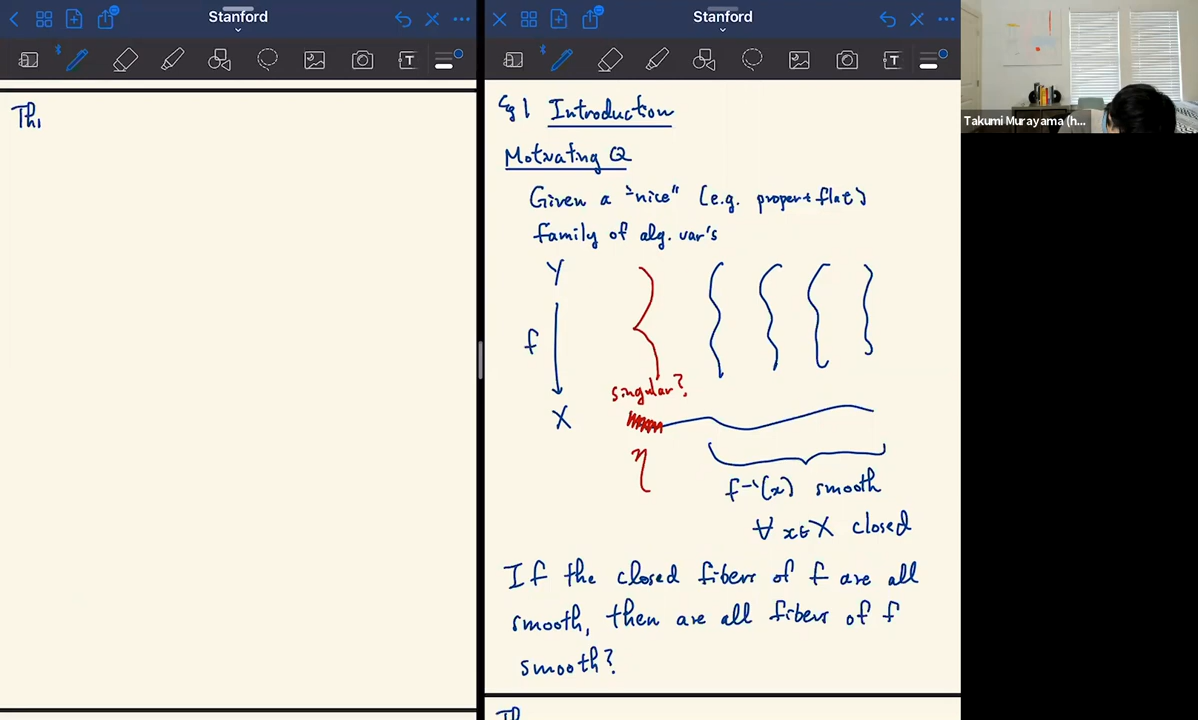 Stanford
Thi
Stanford
§1 Introduction
Motivating Q
Given a "nice" (e.g. proper+flat)
family of alg. var's
Y
f
X
singular?
η
f⁻¹(x) smooth
∀ x∈X closed
If the closed fibers of f are all
smooth, then are all fibers of f
smooth?
Th
Takumi Murayama (h...